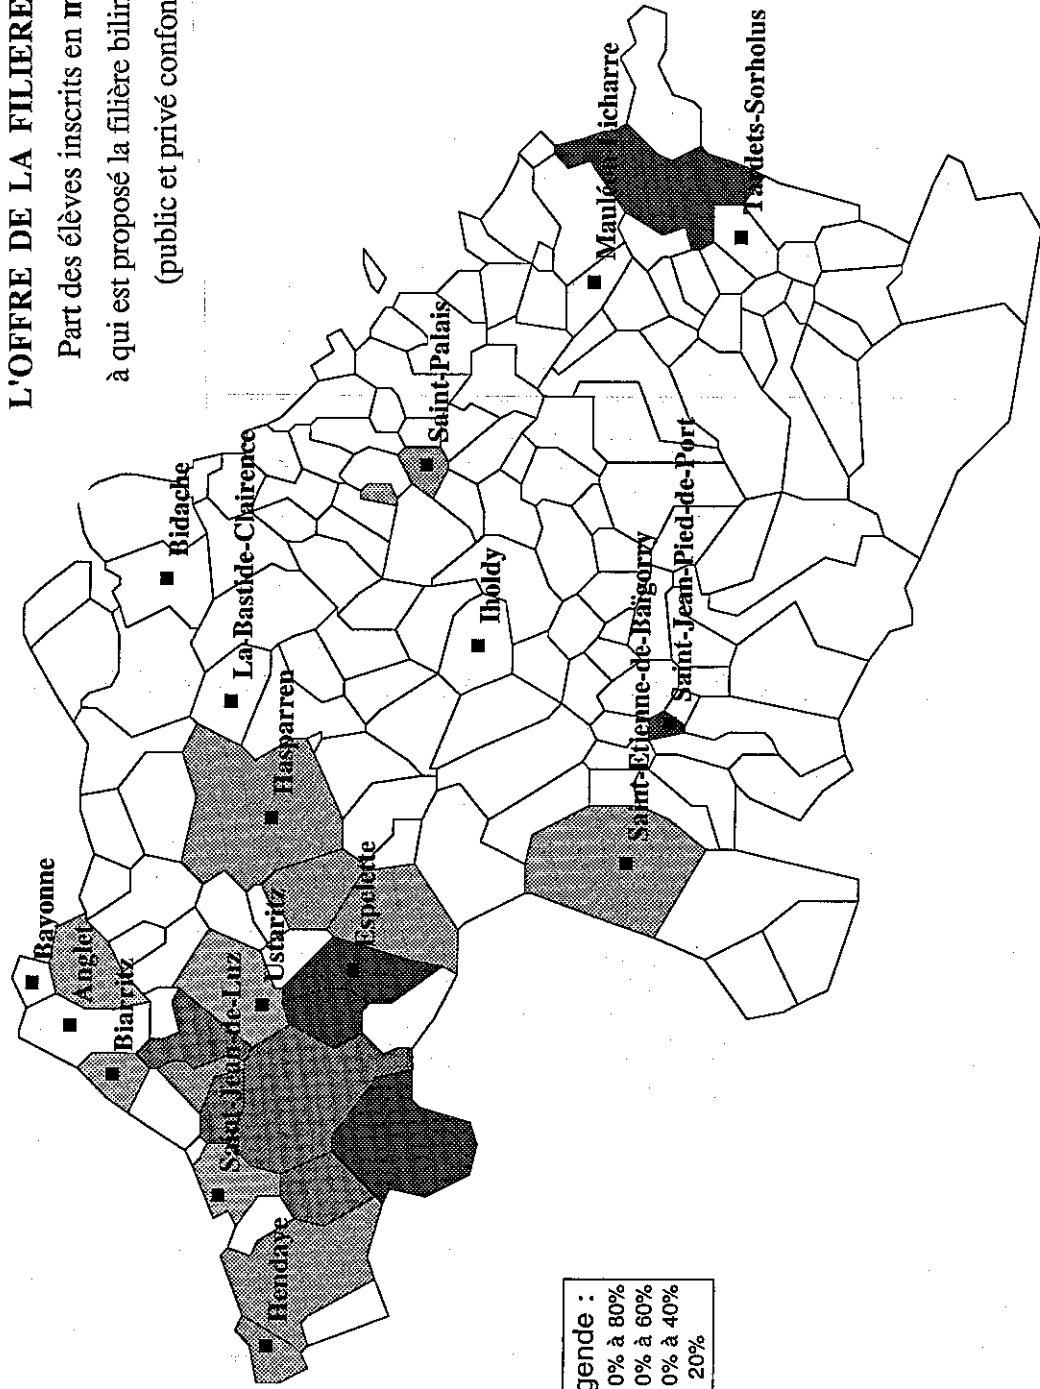 L'OFFRE DE LA FILIERE
Part des élèves inscrits en m
à qui est proposé la filière bilin
(public et privé confon
Bayonne
Anglet
Biarritz
Bidache
La-Bastide-Clairence
Hasparren
Ustaritz
Saint-Jean-de-Luz
Hendaye
Espelette
Saint-Palais
Iholdy
Mauléon-Licharre
Tardets-Sorholus
Saint-Etienne-de-Baïgorry
Saint-Jean-Pied-de-Port
gende :
0% à 80%
0% à 60%
0% à 40%
20%